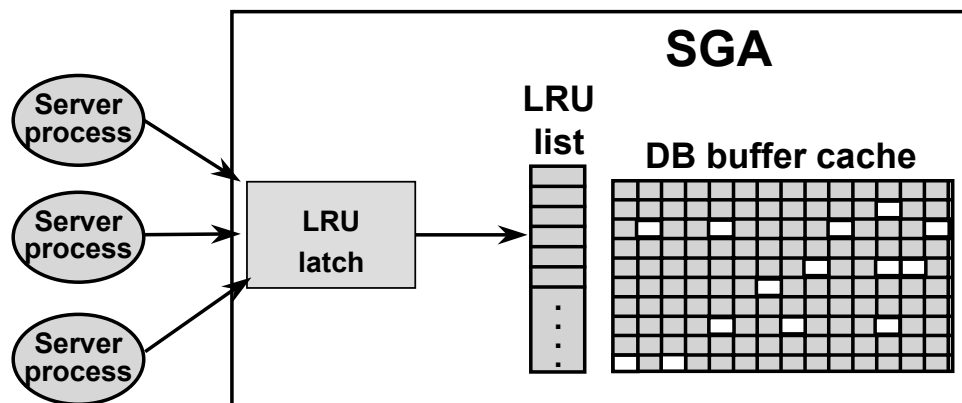 SGA
Server
process
LRU
list
DB buffer cache
Server
process
LRU
latch
Server
process